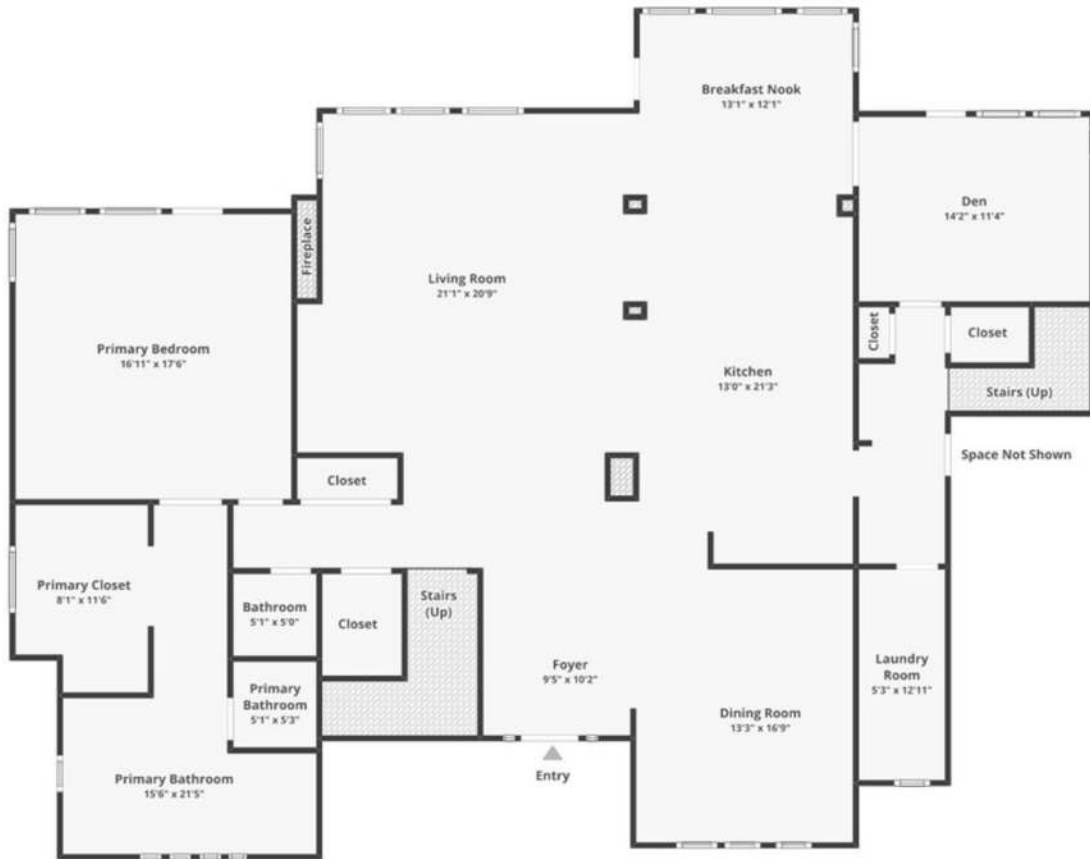 Breakfast Nook
13'1" x 12'1"
Den
14'2" x 11'4"
Fireplace
Living Room
21'1" x 20'9"
Closet
Closet
Primary Bedroom
16'11" x 17'6"
Kitchen
13'0" x 21'3"
Stairs (Up)
Space Not Shown
Closet
Primary Closet
8'1" x 11'6"
Bathroom
5'1" x 5'0"
Closet
Stairs
(Up)
Foyer
9'5" x 10'2"
Laundry
Room
5'3" x 12'11"
Primary
Bathroom
5'1" x 5'3"
Dining Room
13'3" x 16'9"
Entry
Primary Bathroom
15'6" x 21'5"